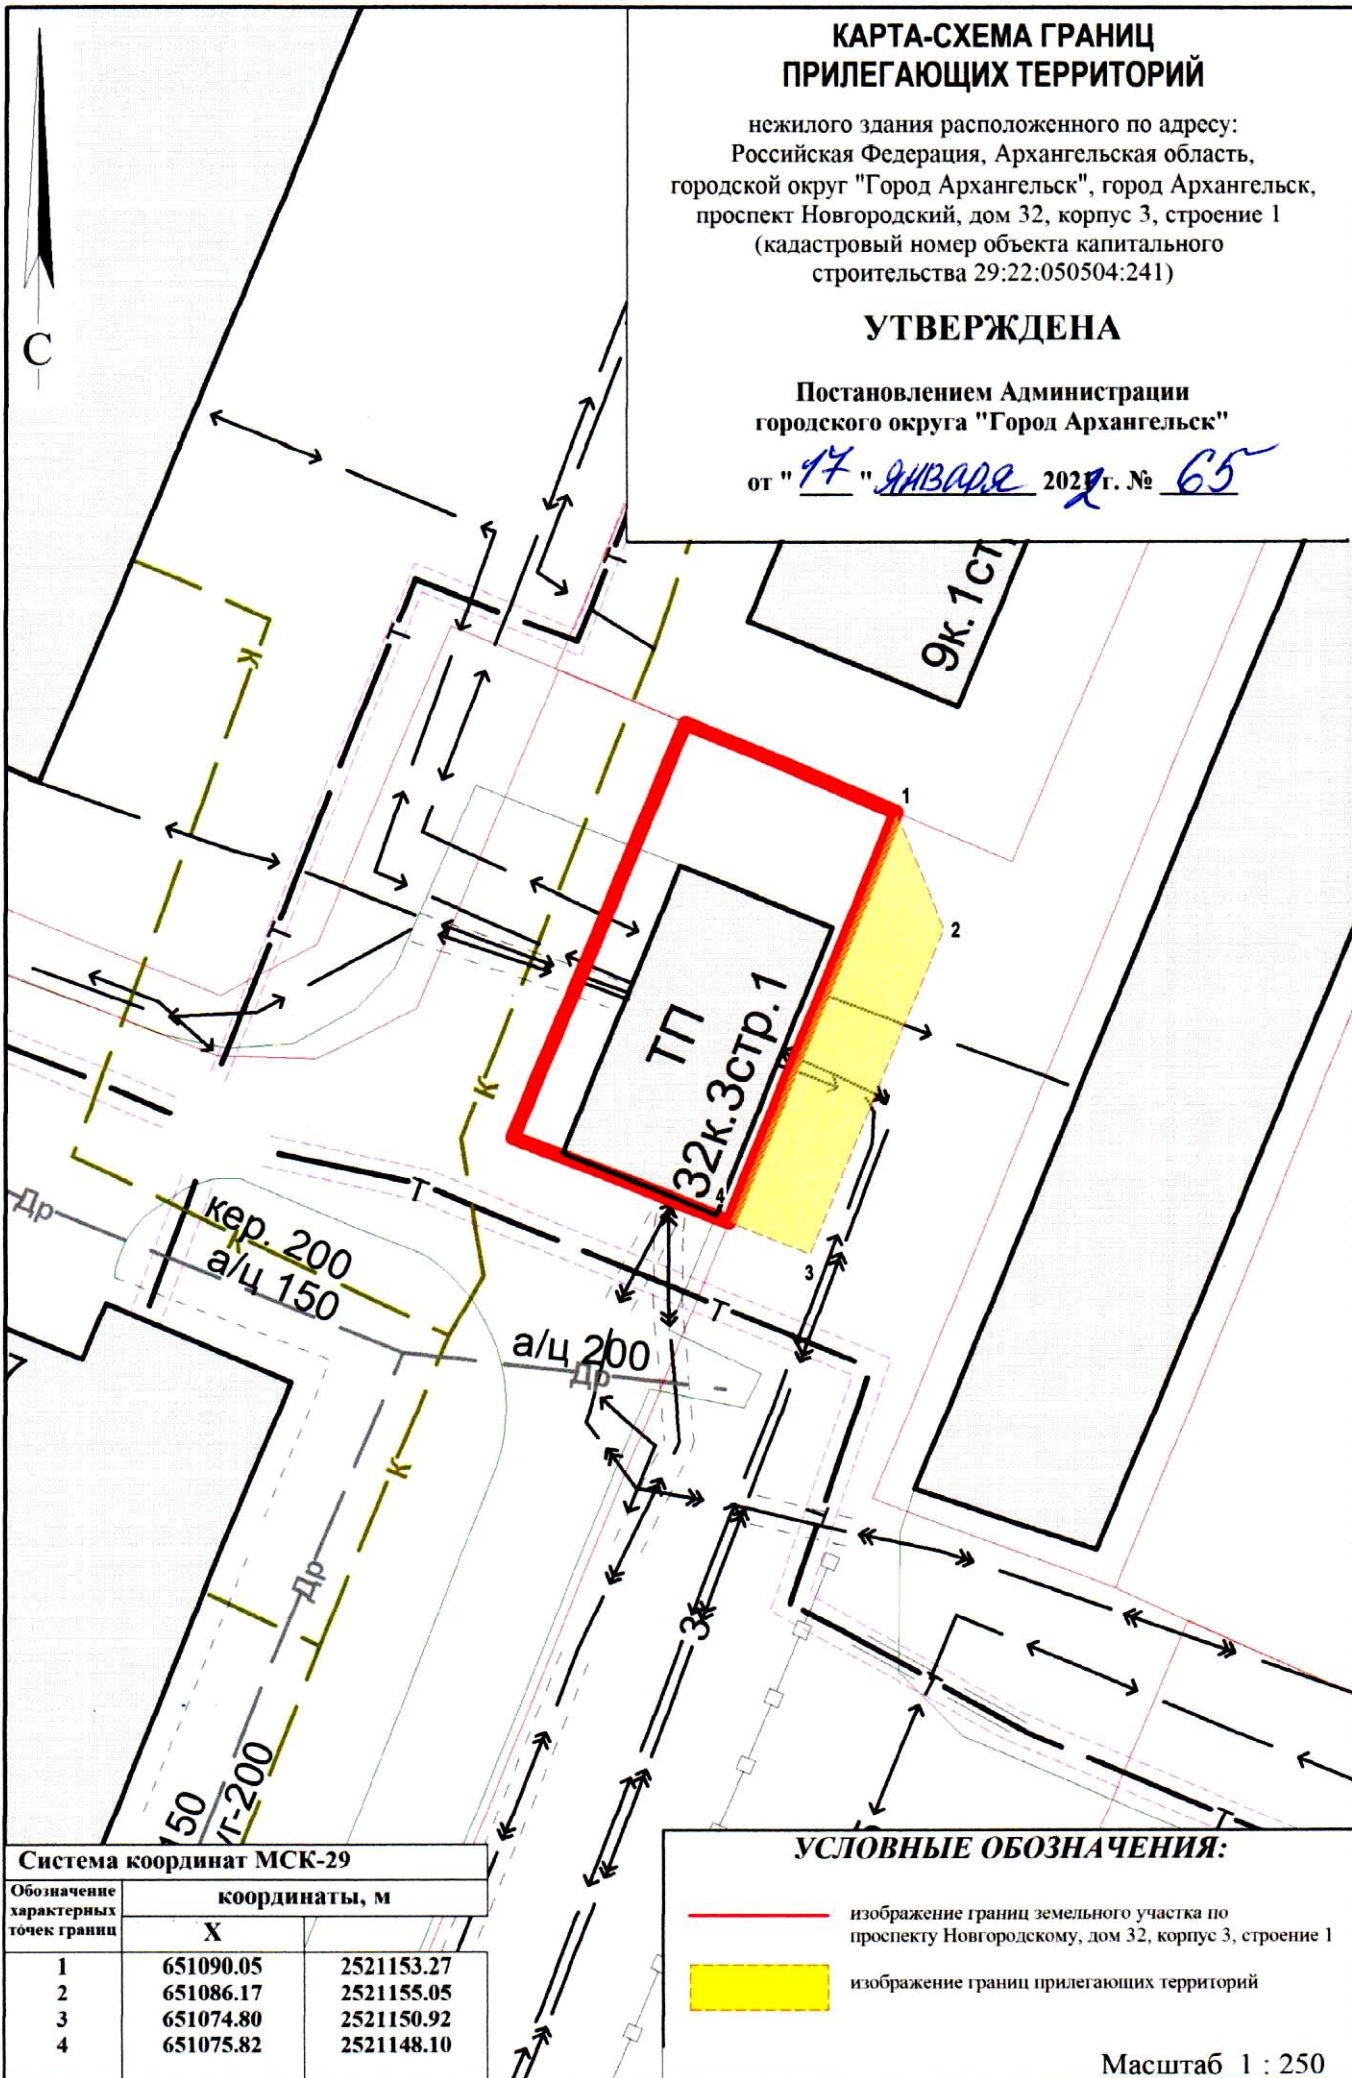 КАРТА-СХЕМА ГРАНИЦ
ПРИЛЕГАЮЩИХ ТЕРРИТОРИЙ
нежилого здания расположенного по адресу:
Российская Федерация, Архангельская область,
городской округ "Город Архангельск", город Архангельск,
проспект Новгородский, дом 32, корпус 3, строение 1
(кадастровый номер объекта капитального
строительства 29:22:050504:241)
УТВЕРЖДЕНА
Постановлением Администрации
городского округа "Город Архангельск"
от "17" января 2022 г. № 65
С
9к. 1ст
Т
Т
К
1
2
Т
ТП
32к.3стр. 1
К
4
Т
Др
кер. 200
К
а/ц 150
3
Т
а/ц 200
Др
7
К
Др
3
Т
150
/г-200
Т
Система координат МСК-29
Обозначение характерных точек границ
координаты, м
X
1 651090.05 2521153.27
2 651086.17 2521155.05
3 651074.80 2521150.92
4 651075.82 2521148.10
УСЛОВНЫЕ ОБОЗНАЧЕНИЯ:
изображение границ земельного участка по
проспекту Новгородскому, дом 32, корпус 3, строение 1
изображение границ прилегающих территорий
Масштаб 1 : 250